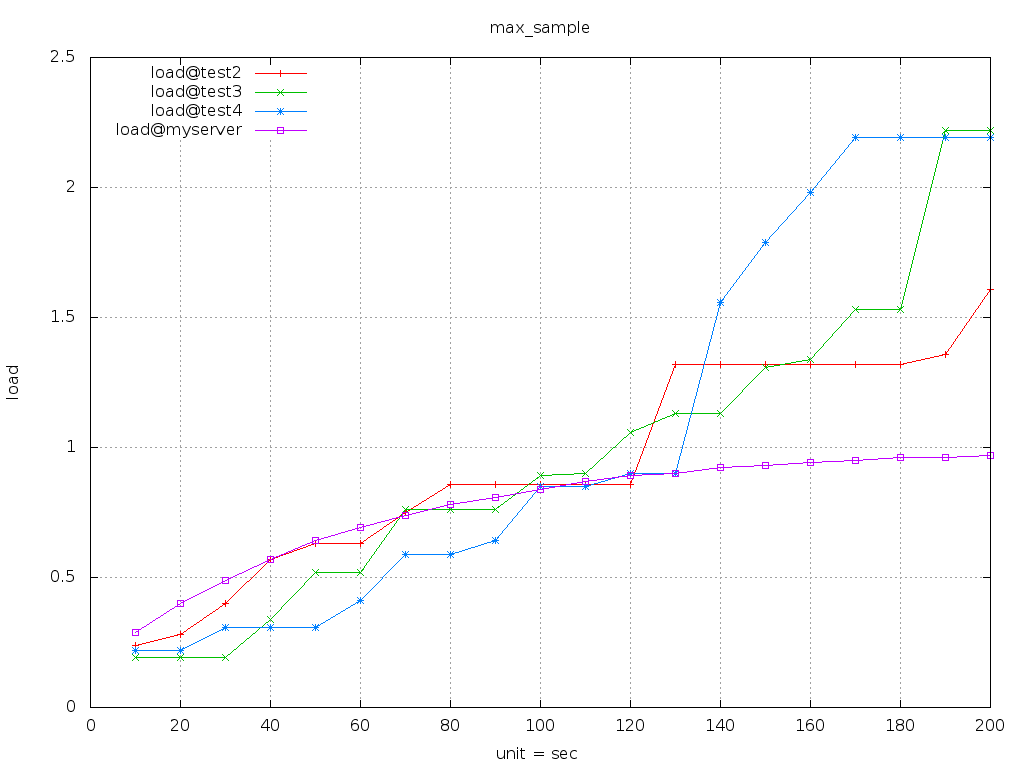 max_sample
2.5
load@test2
load@test3
load@test4
load@myserver
2
1.5
load
1
0.5
0
0 20 40 60 80 100 120 140 160 180 200
unit = sec